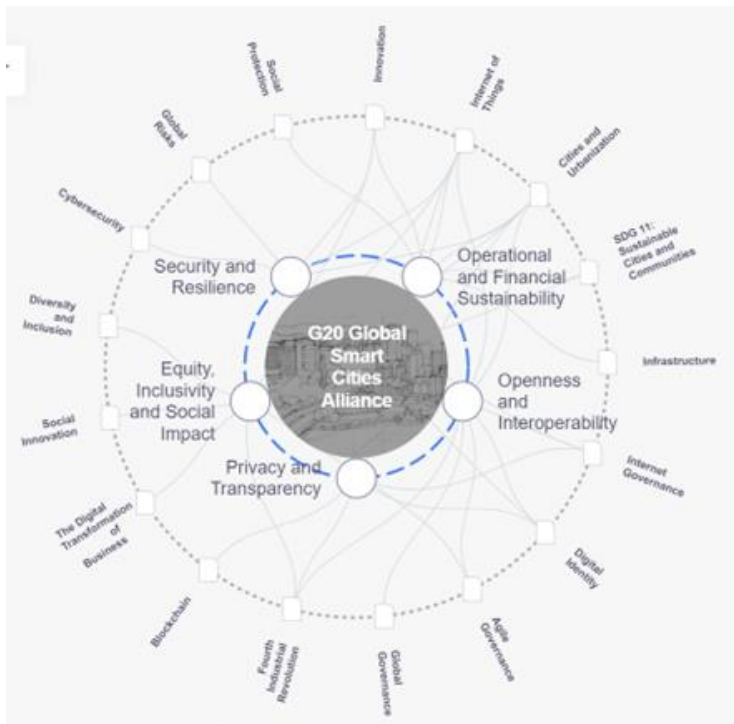 Innovation
Social
Protection
Internet of
Things
Global
Risks
Cities and
Urbanization
Cybersecurity
SDG 11:
Sustainable
Cities and
Communities
Security and
Resilience
Operational
and Financial
Sustainability
Diversity
and
Inclusion
G20 Global
Smart
Cities
Alliance
Infrastructure
Equity,
Inclusivity
and Social
Impact
Openness
and
Interoperability
Social
Innovation
Privacy and
Transparency
Internet
Governance
The Digital
Transformation
of
Business
Digital
Identity
Blockchain
Agile
Governance
Fourth
Industrial
Revolution
Global
Governance